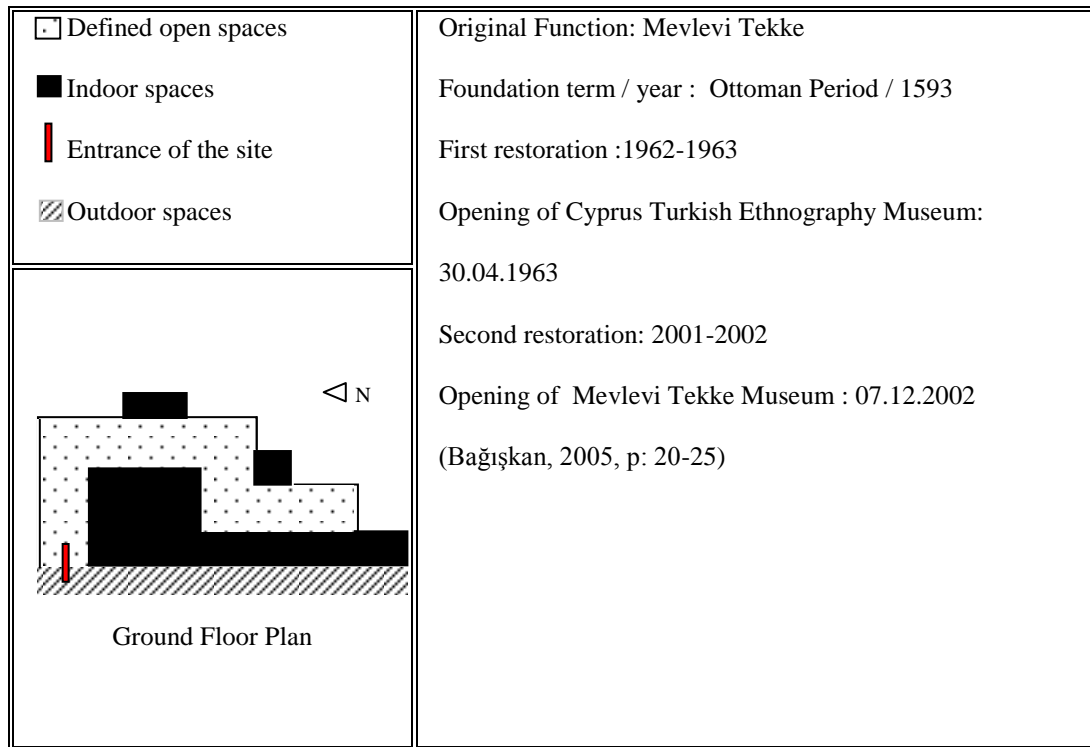 Defined open spaces
Indoor spaces
Entrance of the site
Outdoor spaces
N
Ground Floor Plan
Original Function: Mevlevi Tekke
Foundation term / year : Ottoman Period / 1593
First restoration :1962-1963
Opening of Cyprus Turkish Ethnography Museum:
30.04.1963
Second restoration: 2001-2002
Opening of Mevlevi Tekke Museum : 07.12.2002
(Bağışkan, 2005, p: 20-25)